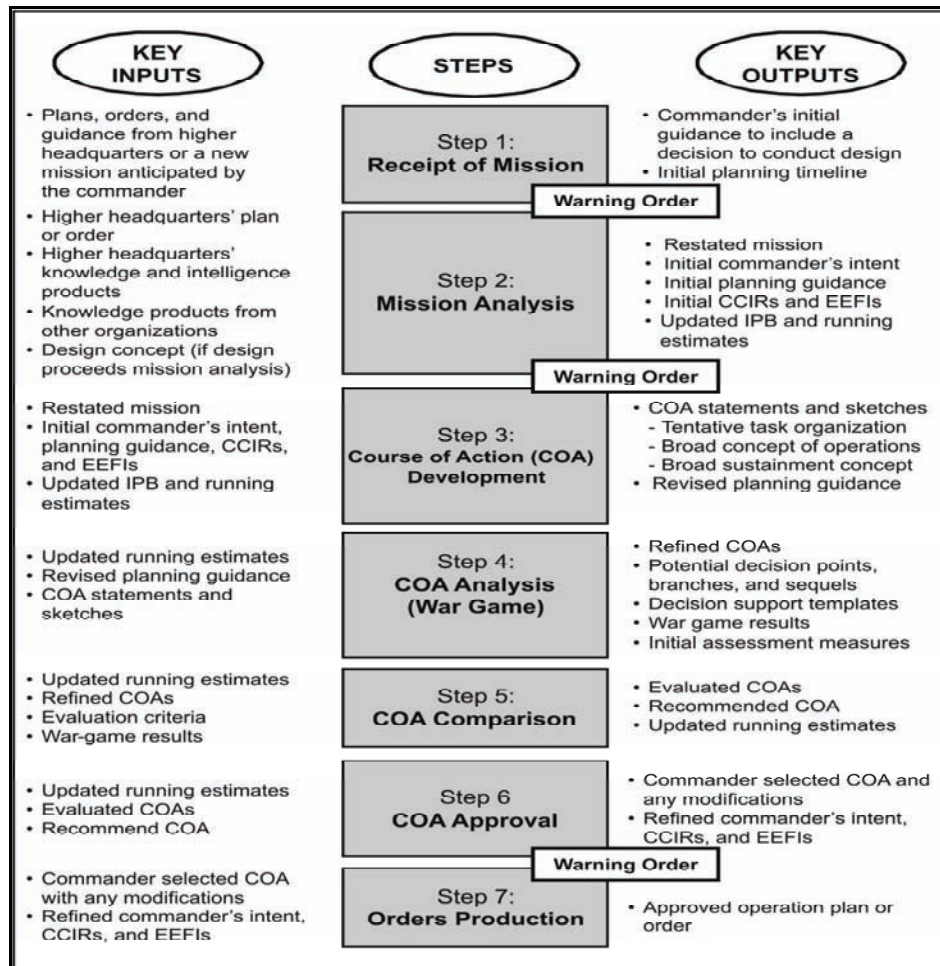 KEY
INPUTS
STEPS
KEY
OUTPUTS
• Plans, orders, and
guidance from higher
headquarters or a new
mission anticipated by
the commander
Step 1:
Receipt of Mission
• Commander's initial
guidance to include a
decision to conduct design
• Initial planning timeline
Warning Order
• Higher headquarters' plan
or order
• Higher headquarters'
knowledge and intelligence
products
• Knowledge products from
other organizations
• Design concept (if design
proceeds mission analysis)
Step 2:
Mission Analysis
• Restated mission
• Initial commander's intent
• Initial planning guidance
• Initial CCIRs and EEFIs
• Updated IPB and running
estimates
Warning Order
• Restated mission
• Initial commander's intent,
planning guidance, CCIRs,
and EEFIs
• Updated IPB and running
estimates
Step 3:
Course of Action (COA)
Development
• COA statements and sketches
- Tentative task organization
- Broad concept of operations
- Broad sustainment concept
• Revised planning guidance
• Updated running estimates
• Revised planning guidance
• COA statements and
sketches
Step 4:
COA Analysis
(War Game)
• Refined COAs
• Potential decision points,
branches, and sequels
• Decision support templates
• War game results
• Initial assessment measures
• Updated running estimates
• Refined COAs
• Evaluation criteria
• War-game results
Step 5:
COA Comparison
• Evaluated COAs
• Recommended COA
• Updated running estimates
• Updated running estimates
• Evaluated COAs
• Recommend COA
Step 6
COA Approval
• Commander selected COA and
any modifications
• Refined commander's intent,
CCIRs, and EEFIs
Warning Order
• Commander selected COA
with any modifications
• Refined commander's intent,
CCIRs, and EEFIs
Step 7:
Orders Production
• Approved operation plan or
order